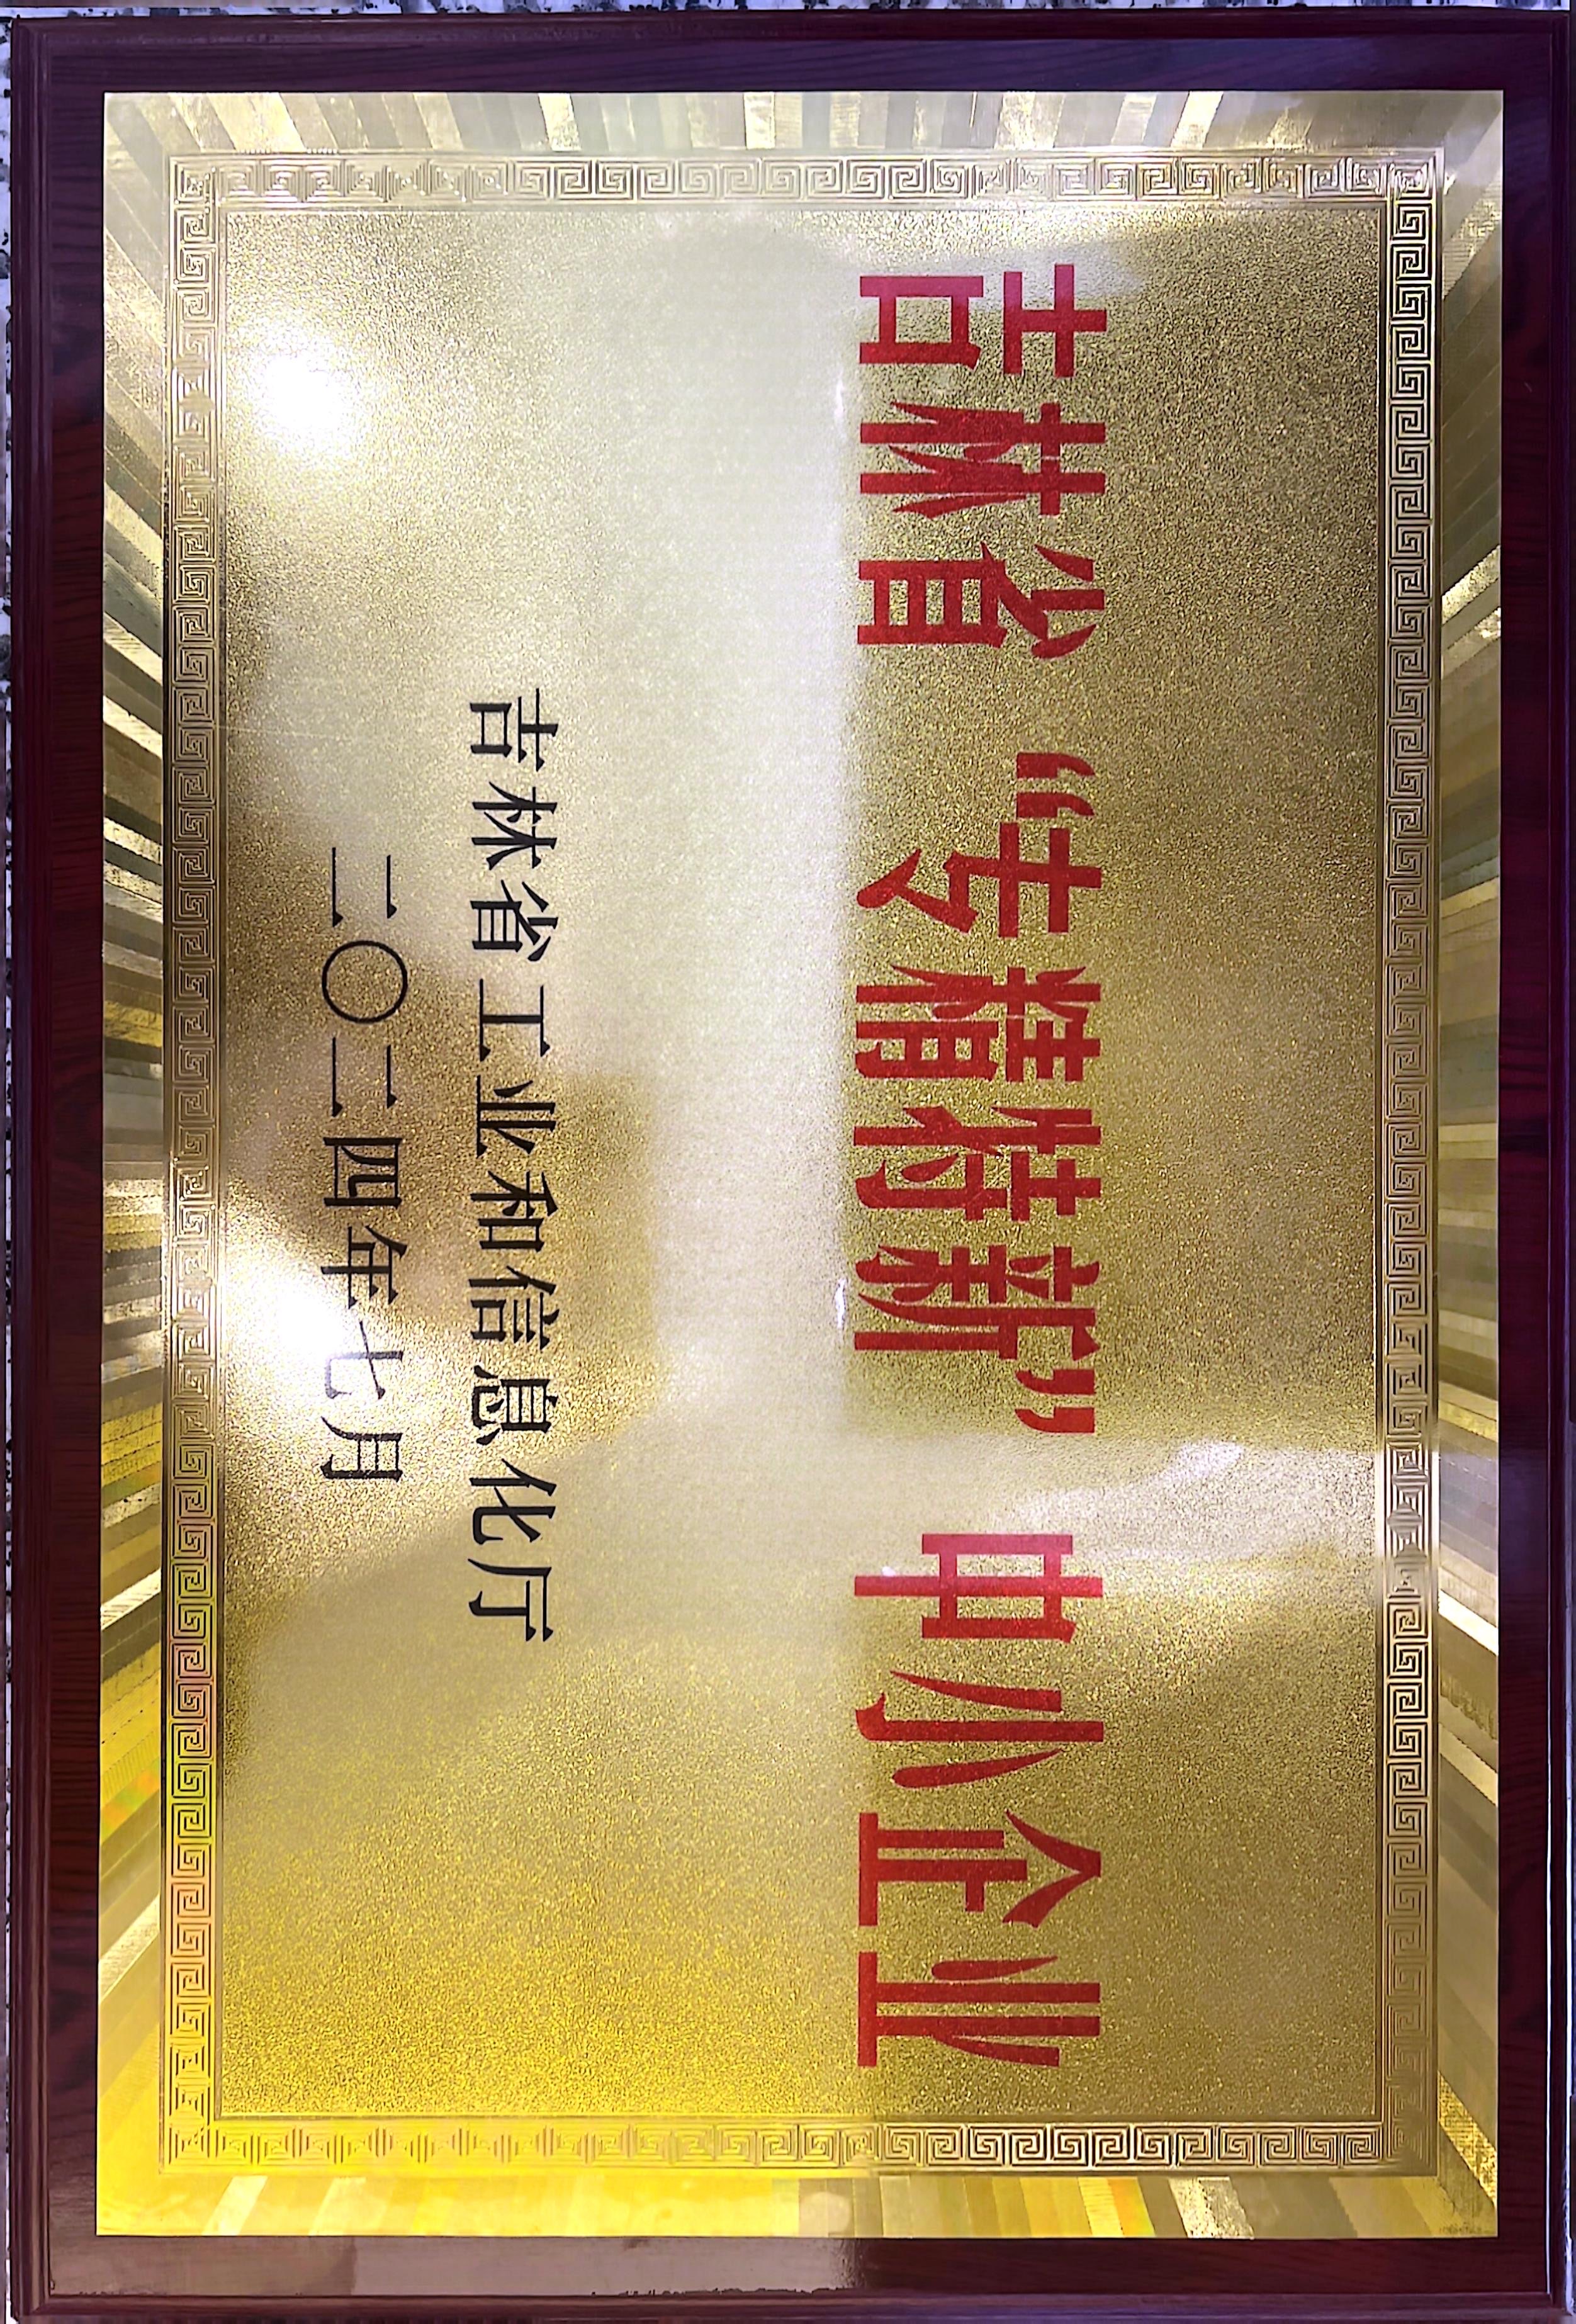 吉林省“专精特新”中小企业
吉林省工业和信息化厅
二〇二四年七月